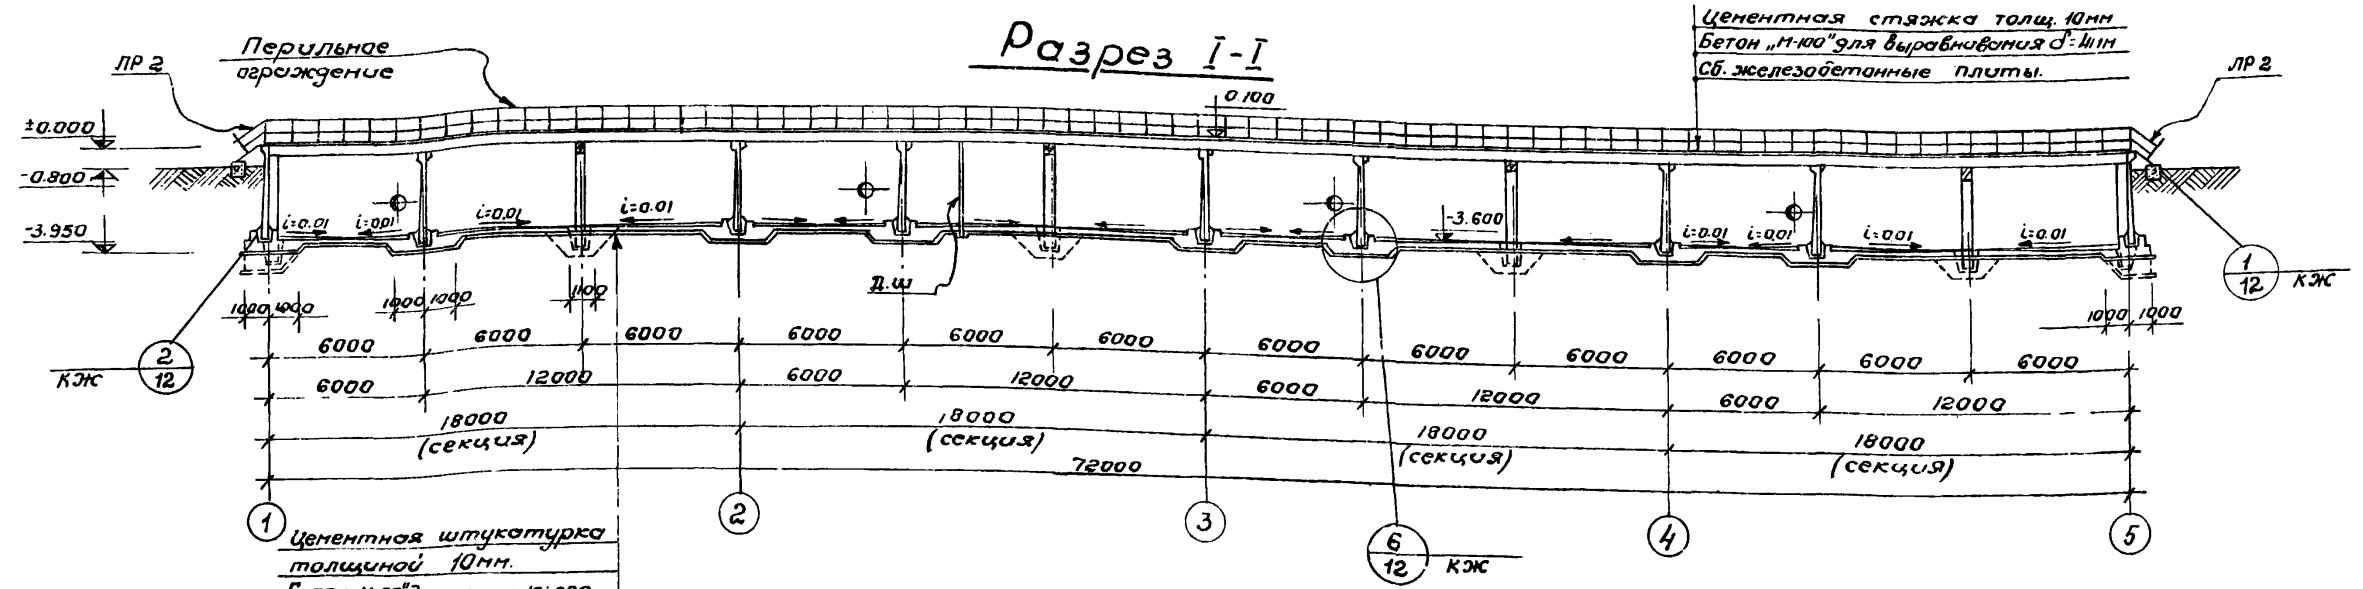 Разрез I-I
Цементная стяжка толщ. 10мм
Бетон „М-100" для выравнивания
Сб. железобетонные плиты.
Перильное
ограждение
ЛР 2
ЛР 2
±0.000
0.100
-0.800
-3.950
-3.600
i=0.01
i=0.01
i=0.01
i=0.01
i=0.01
i=0.01
i=0.01
i=0.01
Д.Ш
1000
1000
1000
1000
1100
1000
1000
2
12
КЖ
1
12
КЖ
6000
6000
6000
6000
6000
6000
6000
6000
6000
6000
6000
6000
6000
12000
6000
12000
6000
12000
6000
12000
18000
(секция)
18000
(секция)
18000
(секция)
18000
(секция)
72000
1
2
3
4
5
6
12
КЖ
Цементная штукатурка
толщиной 10мм.